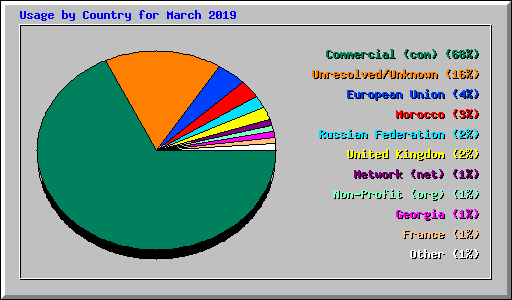 Usage by Country for March 2019
Commercial (com) (68%)
Unresolved/Unknown (16%)
European Union (4%)
Morocco (3%)
Russian Federation (2%)
United Kingdom (2%)
Network (net) (1%)
Non-Profit (org) (1%)
Georgia (1%)
France (1%)
Other (1%)